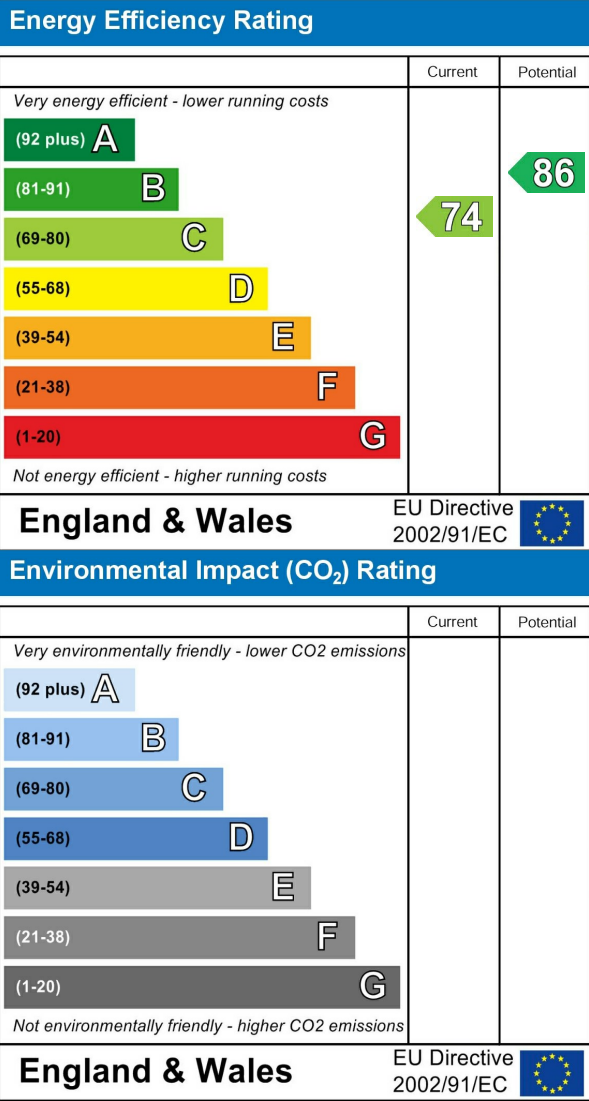 Energy Efficiency Rating
Current Potential
Very energy efficient - lower running costs
(92 plus) A
(81-91) B
86
(69-80) C
74
(55-68) D
(39-54) E
(21-38) F
(1-20) G
Not energy efficient - higher running costs
England & Wales
EU Directive
2002/91/EC
Environmental Impact (CO₂) Rating
Current Potential
Very environmentally friendly - lower CO2 emissions
(92 plus) A
(81-91) B
(69-80) C
(55-68) D
(39-54) E
(21-38) F
(1-20) G
Not environmentally friendly - higher CO2 emissions
England & Wales
EU Directive
2002/91/EC